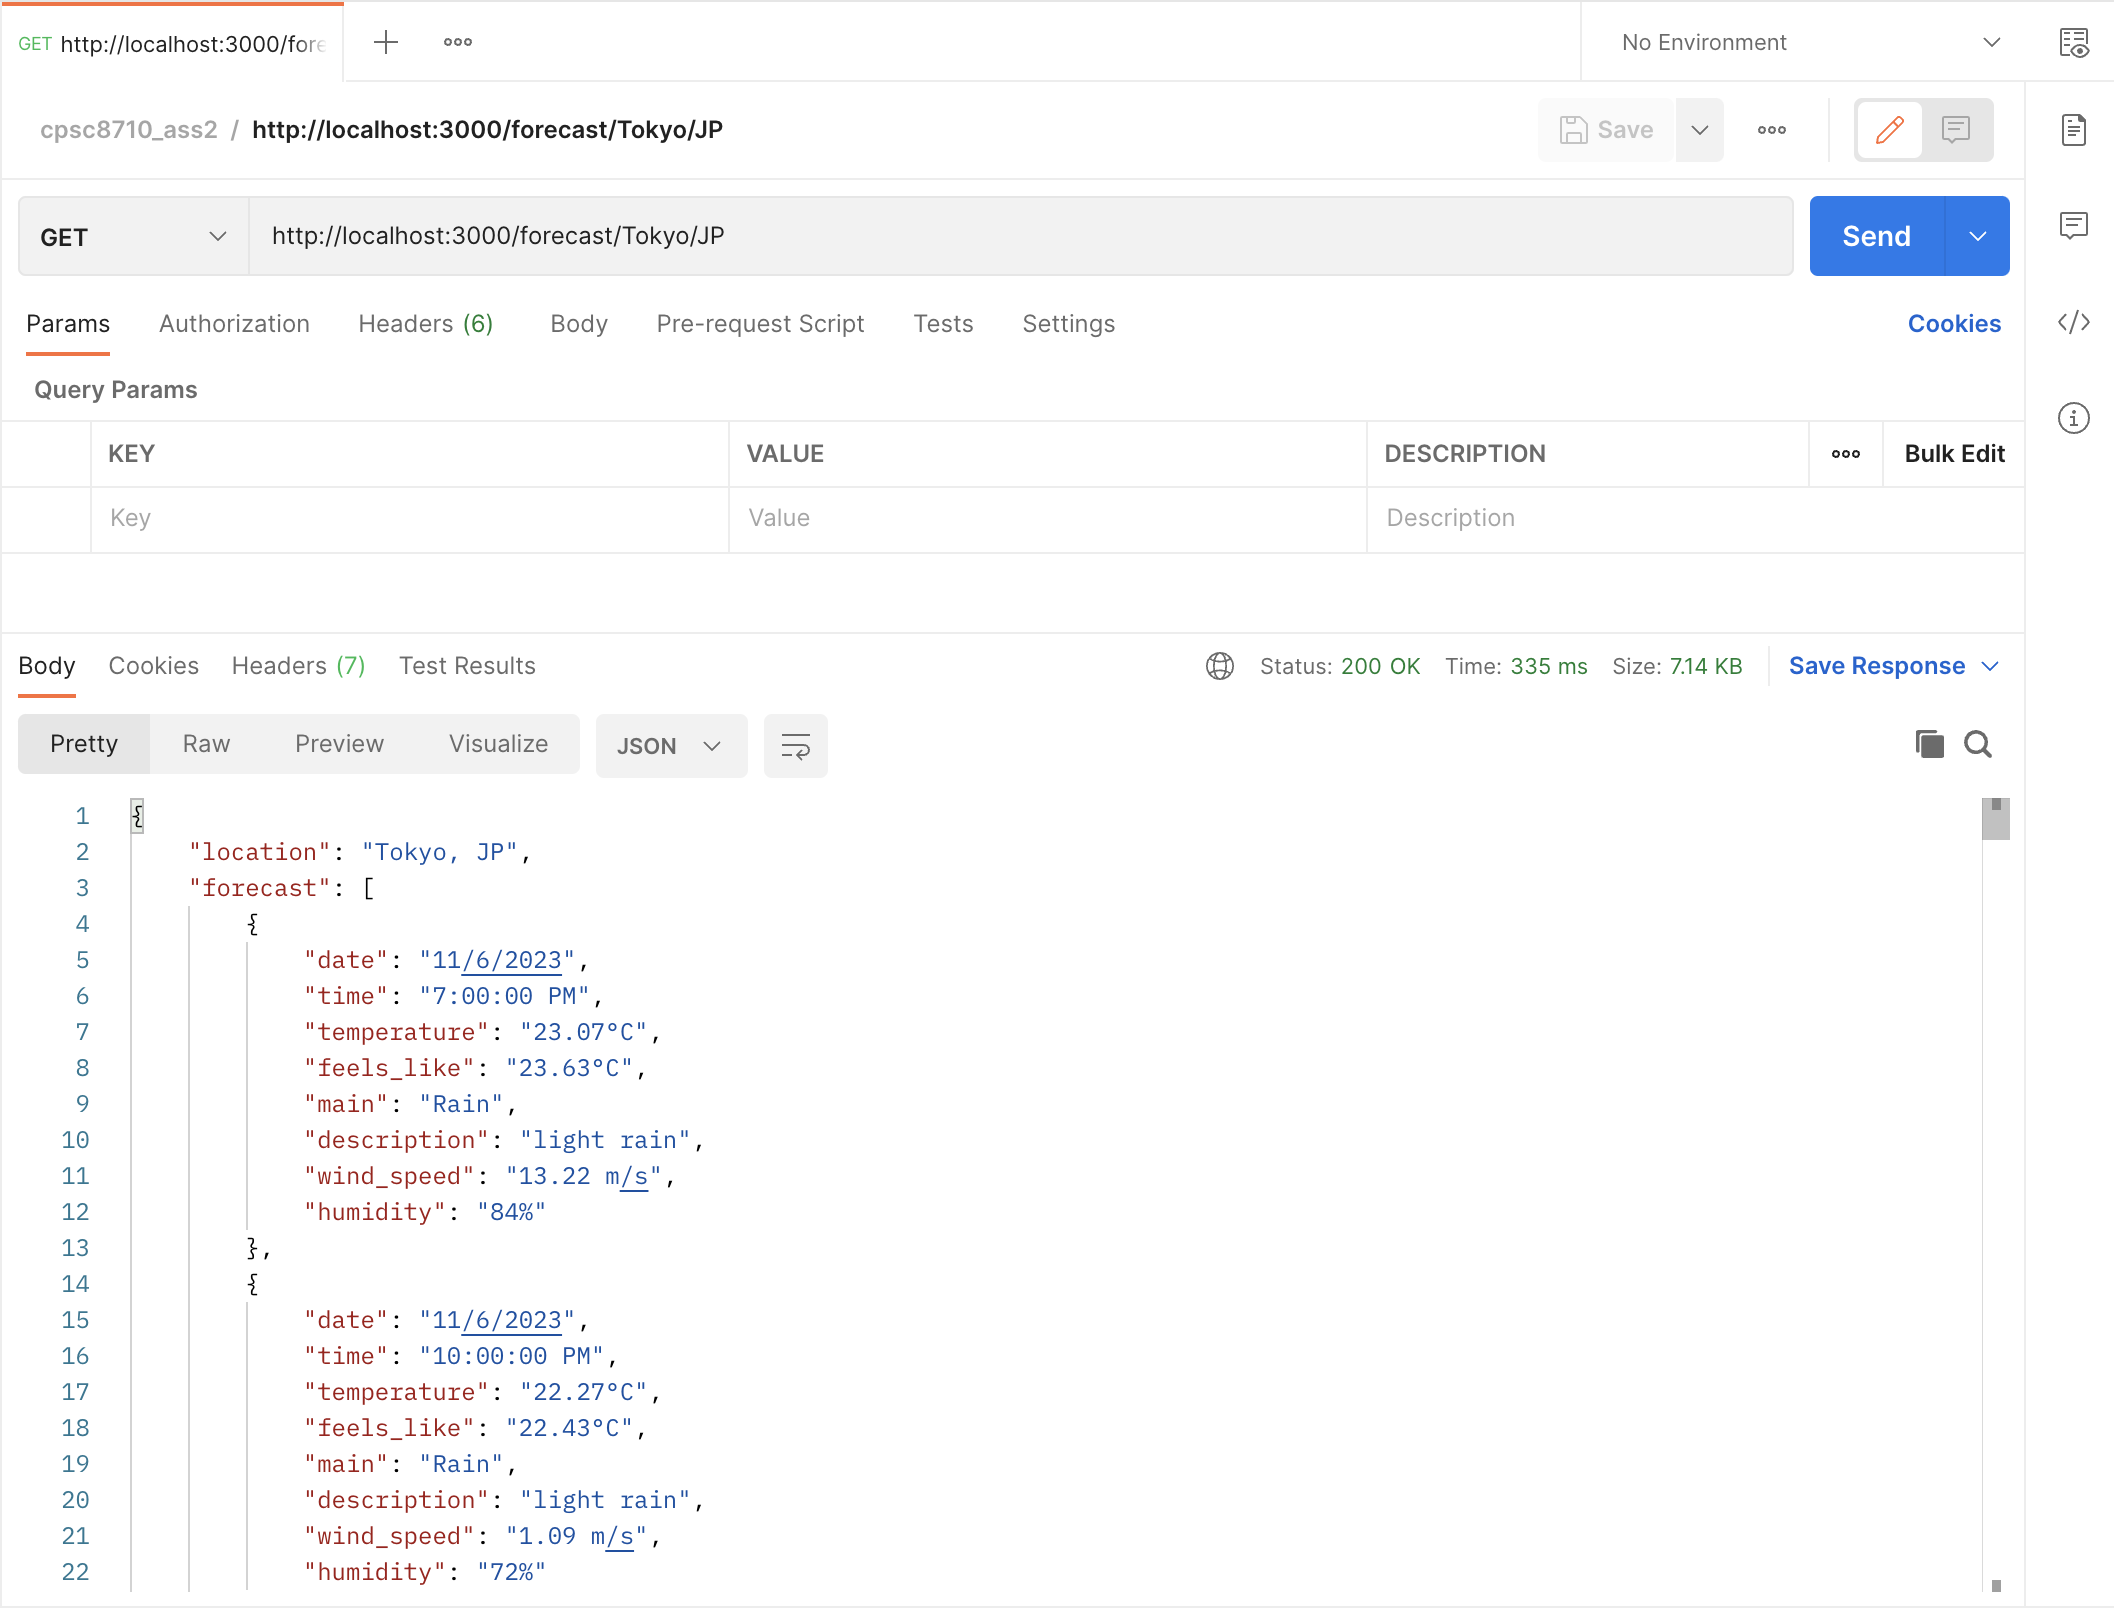 GET http://localhost:3000/fore
No Environment
cpsc8710_ass2 / http://localhost:3000/forecast/Tokyo/JP
Save
GET http://localhost:3000/forecast/Tokyo/JP Send
Params Authorization Headers (6) Body Pre-request Script Tests Settings Cookies
Query Params
KEY VALUE DESCRIPTION Bulk Edit
Key Value Description
Body Cookies Headers (7) Test Results Status: 200 OK Time: 335 ms Size: 7.14 KB Save Response
Pretty Raw Preview Visualize JSON
1 {
2 "location": "Tokyo, JP",
3 "forecast": [
4 {
5 "date": "11/6/2023",
6 "time": "7:00:00 PM",
7 "temperature": "23.07°C",
8 "feels_like": "23.63°C",
9 "main": "Rain",
10 "description": "light rain",
11 "wind_speed": "13.22 m/s",
12 "humidity": "84%"
13 },
14 {
15 "date": "11/6/2023",
16 "time": "10:00:00 PM",
17 "temperature": "22.27°C",
18 "feels_like": "22.43°C",
19 "main": "Rain",
20 "description": "light rain",
21 "wind_speed": "1.09 m/s",
22 "humidity": "72%"